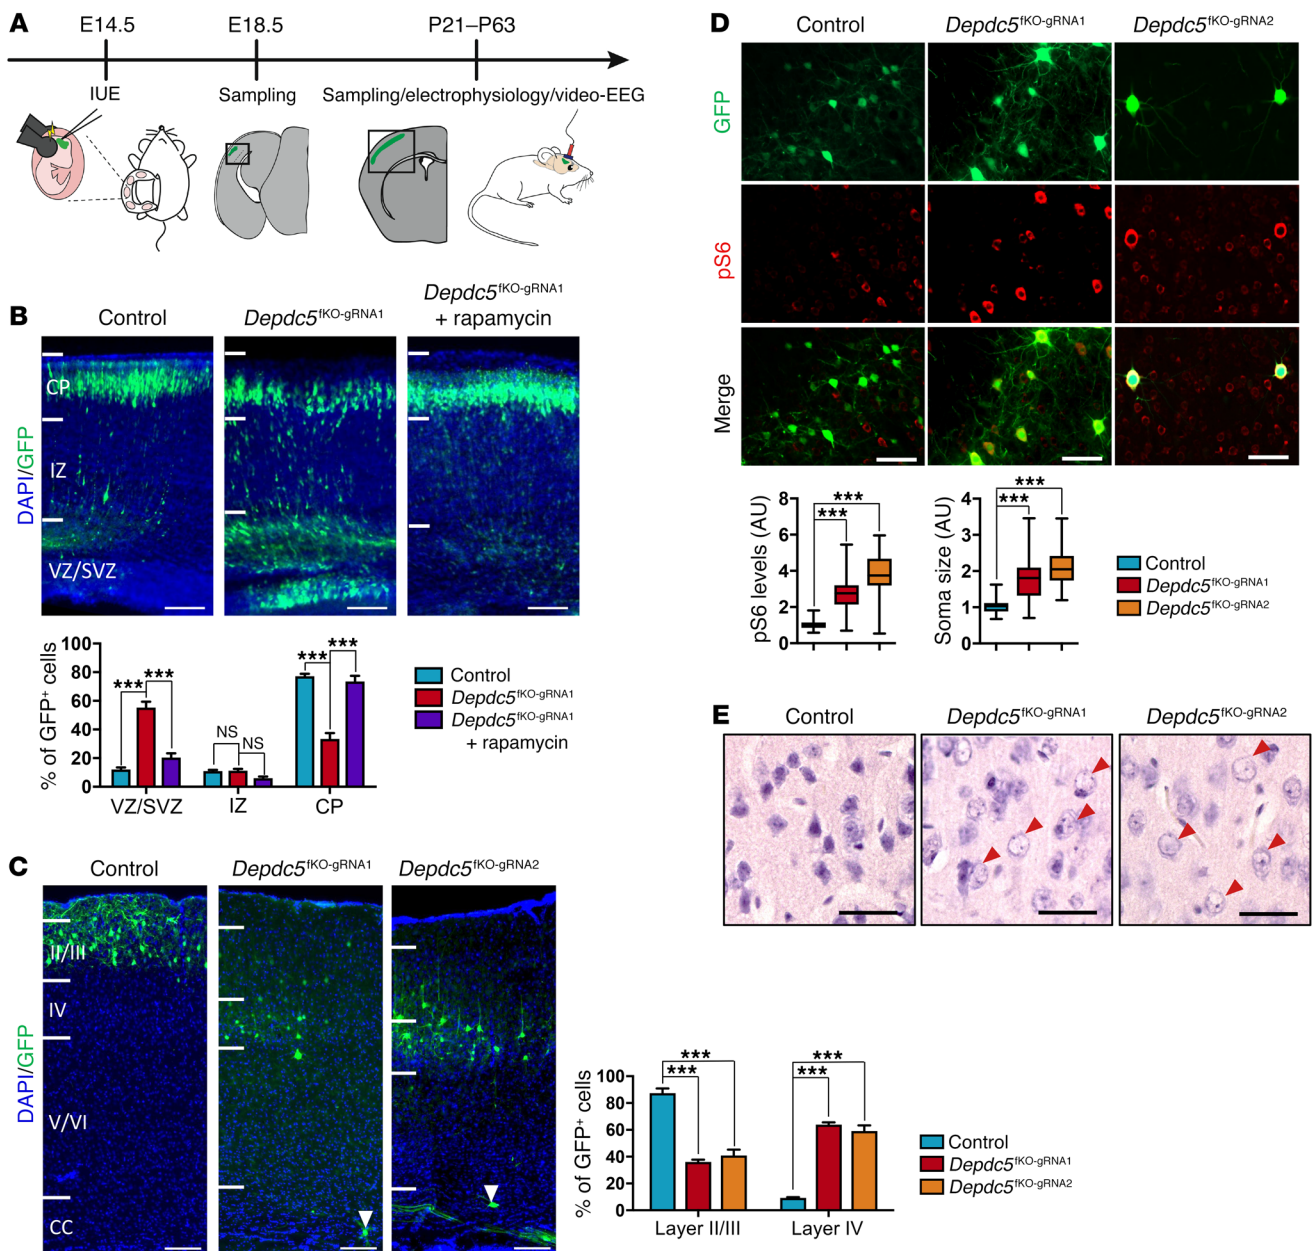 A
E14.5
E18.5
P21–P63
IUE
Sampling
Sampling/electrophysiology/video-EEG
B
Control
Depdc5fKO-gRNA1
Depdc5fKO-gRNA1
+ rapamycin
DAPI/GFP
CP
IZ
VZ/SVZ
% of GFP+ cells
100
80
60
40
20
0
***
***
NS
NS
***
***
VZ/SVZ
IZ
CP
Control
Depdc5fKO-gRNA1
Depdc5fKO-gRNA1
+ rapamycin
C
Control
Depdc5fKO-gRNA1
Depdc5fKO-gRNA2
DAPI/GFP
II/III
IV
V/VI
CC
% of GFP+ cells
100
80
60
40
20
0
***
***
***
***
Layer II/III
Layer IV
Control
Depdc5fKO-gRNA1
Depdc5fKO-gRNA2
D
Control
Depdc5fKO-gRNA1
Depdc5fKO-gRNA2
GFP
pS6
Merge
pS6 levels (AU)
8
6
4
2
0
***
***
Soma size (AU)
4
3
2
1
0
***
***
Control
Depdc5fKO-gRNA1
Depdc5fKO-gRNA2
E
Control
Depdc5fKO-gRNA1
Depdc5fKO-gRNA2